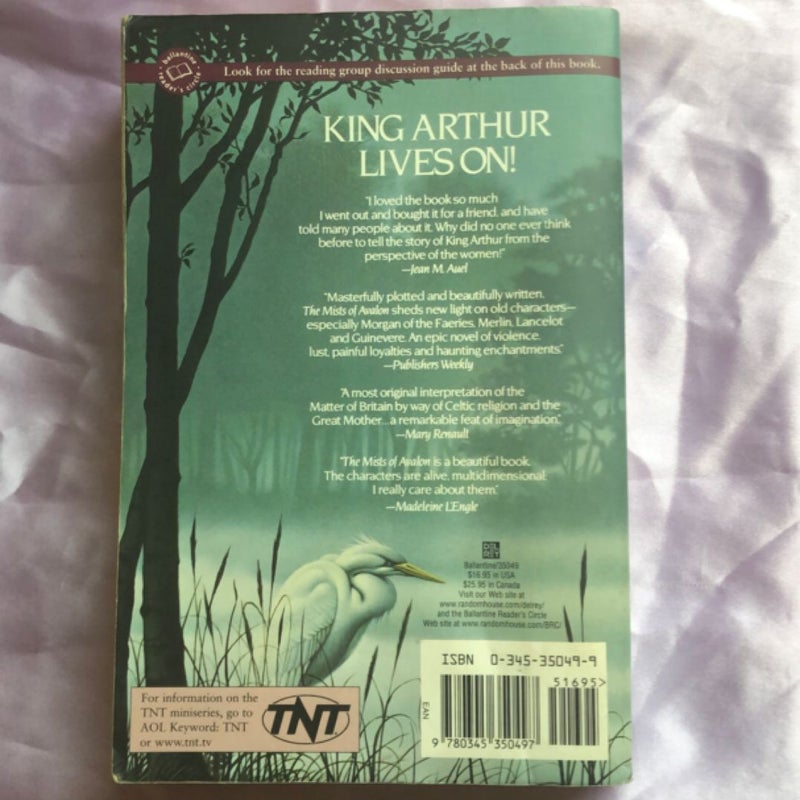 ballantine
reader's circle
Look for the reading group discussion guide at the back of this book.
KING ARTHUR
LIVES ON!
"I loved the book so much
I went out and bought it for a friend, and have
told many people about it. Why did no one ever think
before to tell the story of King Arthur from the
perspective of the women!"
—Jean M. Auel
"Masterfully plotted and beautifully written,
The Mists of Avalon sheds new light on old characters—
especially Morgan of the Faeries, Merlin, Lancelot
and Guinevere. An epic novel of violence,
lust, painful loyalties and haunting enchantments."
—Publishers Weekly
"A most original interpretation of the
Matter of Britain by way of Celtic religion and the
Great Mother...a remarkable feat of imagination."
—Mary Renault
"The Mists of Avalon is a beautiful book.
The characters are alive, multidimensional;
I really care about them."
—Madeleine L'Engle
DEL
REY
Ballantine/35049
$16.95 in USA
$25.95 in Canada
Visit our Web site at
www.randomhouse.com/delrey/
and the Ballantine Reader's Circle
Web site at www.randomhouse.com/BRC/
ISBN 0-345-35049-9
51695>
EAN
9 780345 350497
For information on the
TNT miniseries, go to
AOL Keyword: TNT
or www.tnt.tv
TNT